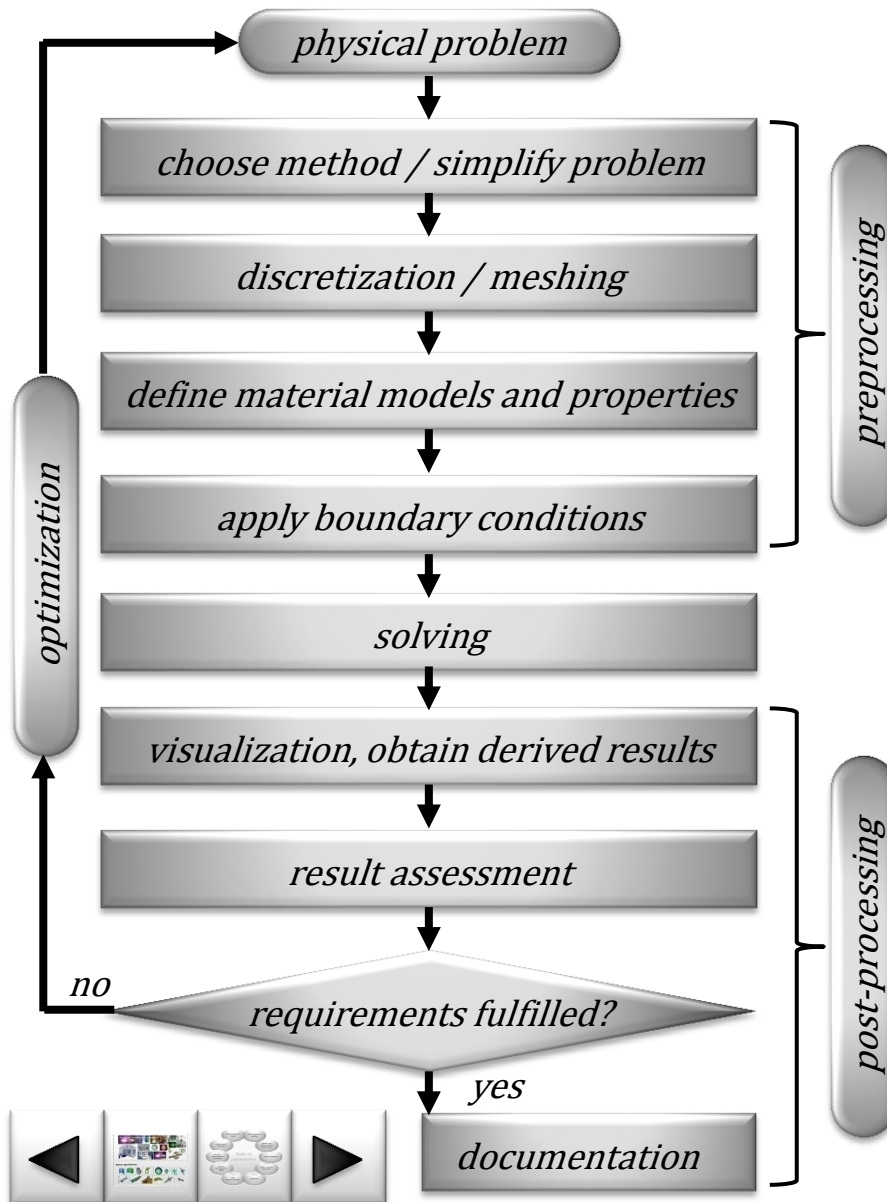 physical problem
choose method / simplify problem
discretization / meshing
define material models and properties
apply boundary conditions
preprocessing
solving
optimization
visualization, obtain derived results
result assessment
requirements fulfilled?
no
yes
documentation
post-processing